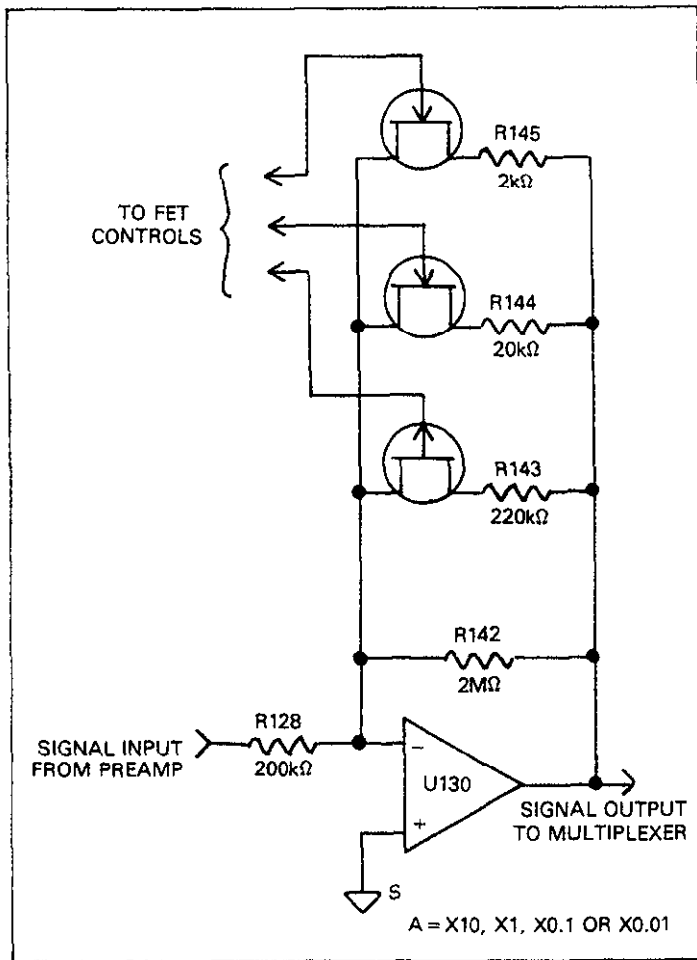 R145
2kΩ
TO FET
CONTROLS
R144
20kΩ
R143
220kΩ
R142
2MΩ
R128
200kΩ
SIGNAL INPUT
FROM PREAMP
−
U130
+
SIGNAL OUTPUT
TO MULTIPLEXER
S
A = X10, X1, X0.1 OR X0.01